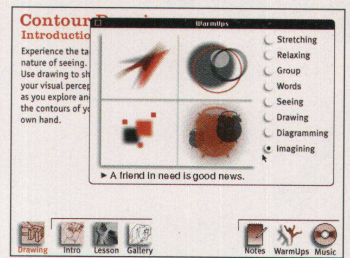 Contour
Introductio
Experience the ta
nature of seeing.
Use drawing to sh
your visual percep
as you explore an
the contours of yo
own hand.
WarmUps
Stretching
Relaxing
Group
Words
Seeing
Drawing
Diagramming
Imagining
A friend in need is good news.
Drawing
Intro
Lesson
Gallery
Notes
WarmUps
Music